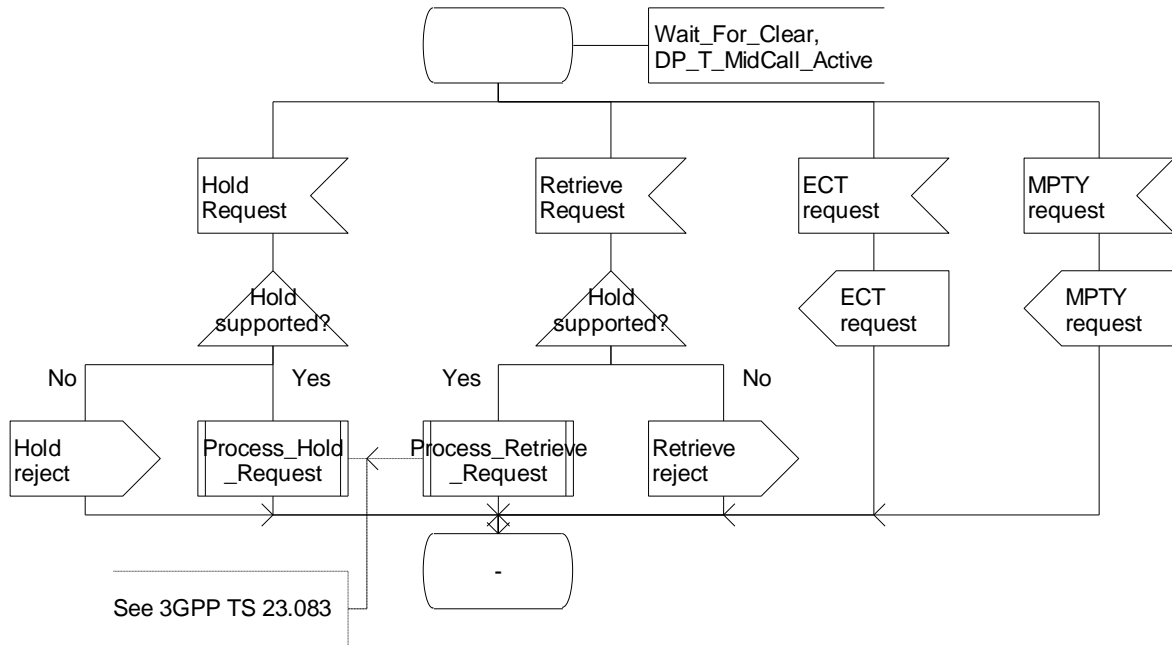 Wait_For_Clear,
DP_T_MidCall_Active
Hold
Request
Retrieve
Request
ECT
request
MPTY
request
Hold
supported?
Hold
supported?
ECT
request
MPTY
request
No
Yes
Yes
No
Hold
reject
Process_Hold
_Request
Process_Retrieve
_Request
Retrieve
reject
-
See 3GPP TS 23.083